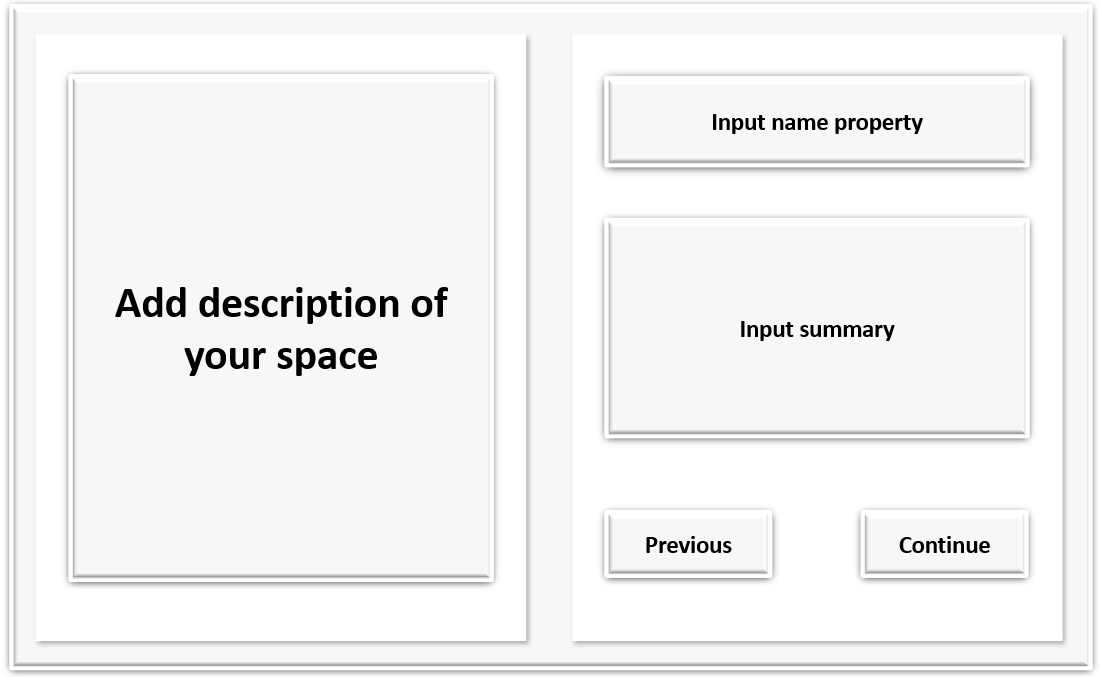 Add description of
your space
Input name property
Input summary
Previous
Continue